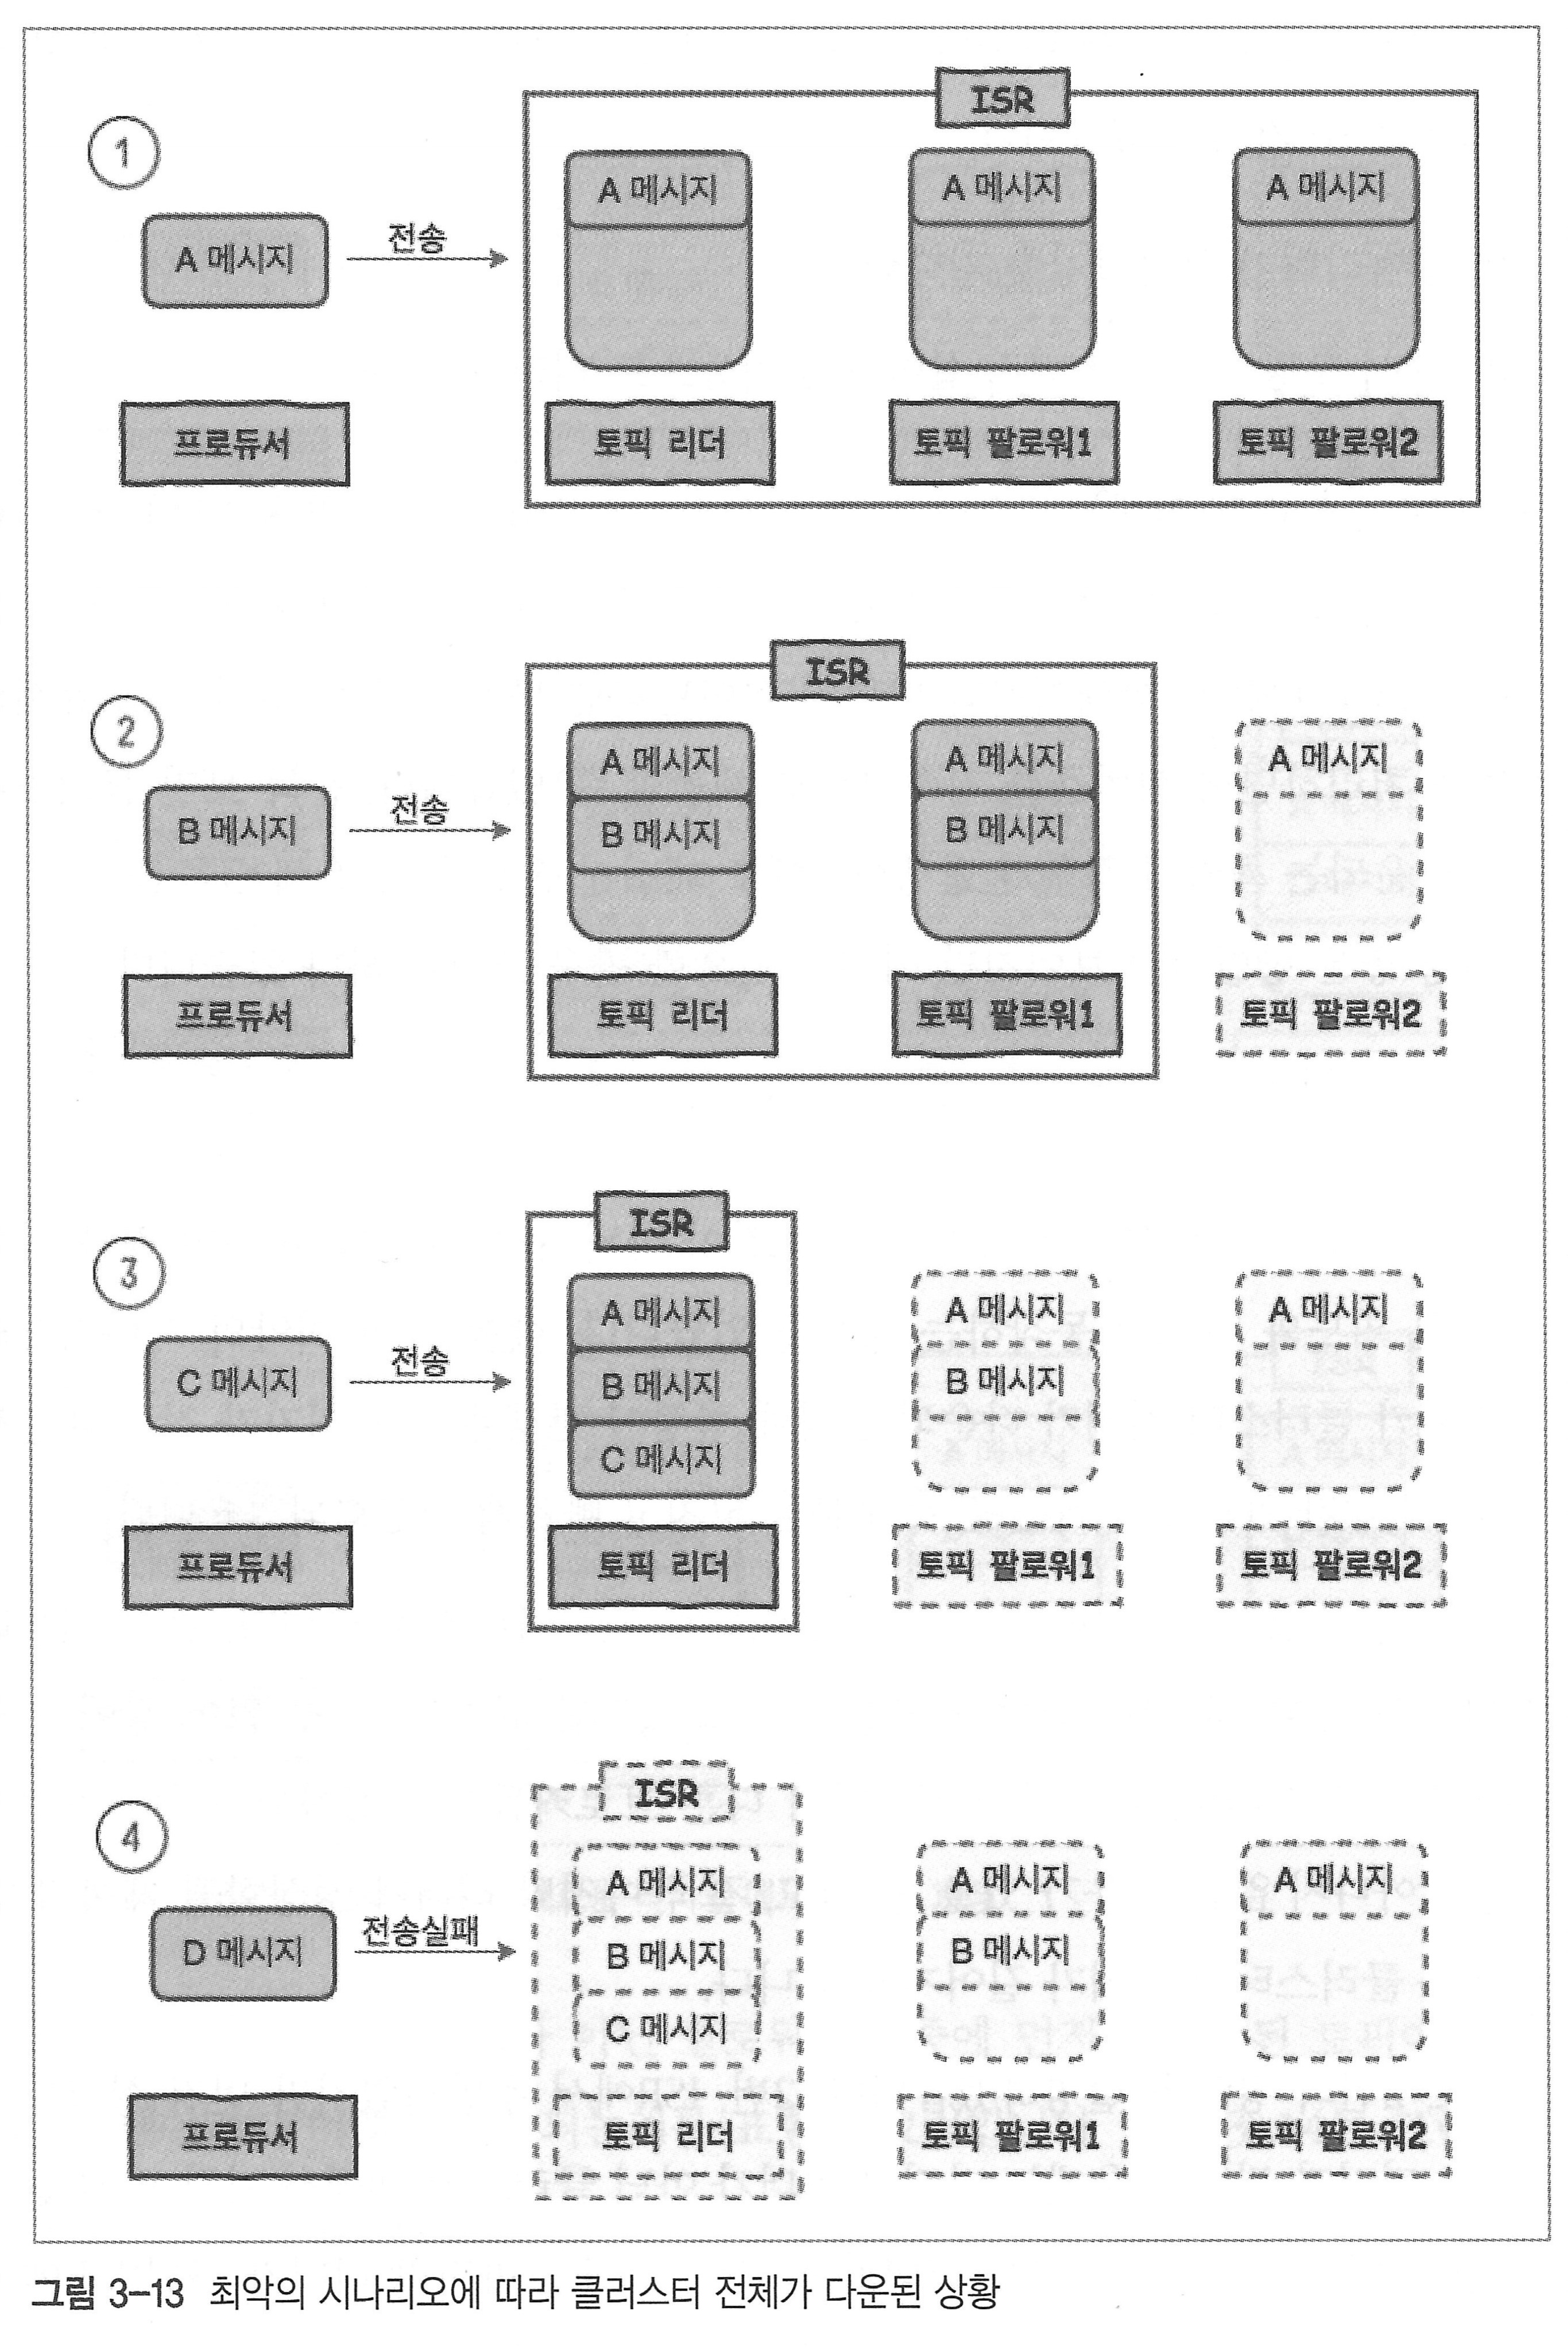 ISR
1
A 메시지 A 메시지 A 메시지
A 메시지 전송
프로듀서 토픽 리더 토픽 팔로워1 토픽 팔로워2
ISR
2
A 메시지 A 메시지 A 메시지
B 메시지 전송 B 메시지 B 메시지
프로듀서 토픽 리더 토픽 팔로워1 토픽 팔로워2
ISR
3
A 메시지 A 메시지 A 메시지
C 메시지 전송 B 메시지 B 메시지
C 메시지
프로듀서 토픽 리더 토픽 팔로워1 토픽 팔로워2
ISR
4
A 메시지 A 메시지 A 메시지
D 메시지 전송실패 B 메시지 B 메시지
C 메시지
프로듀서 토픽 리더 토픽 팔로워1 토픽 팔로워2
그림 3–13 최악의 시나리오에 따라 클러스터 전체가 다운된 상황